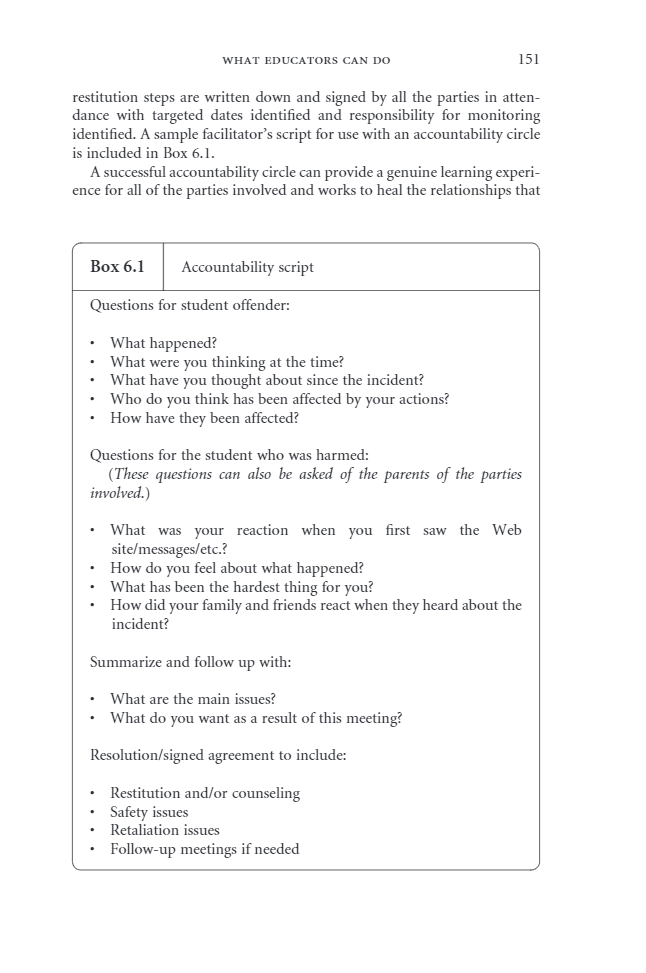 WHAT EDUCATORS CAN DO 151
restitution steps are written down and signed by all the parties in atten-
dance with targeted dates identified and responsibility for monitoring
identified. A sample facilitator's script for use with an accountability circle
is included in Box 6.1.
A successful accountability circle can provide a genuine learning experi-
ence for all of the parties involved and works to heal the relationships that
Box 6.1 Accountability script
Questions for student offender:
• What happened?
• What were you thinking at the time?
• What have you thought about since the incident?
• Who do you think has been affected by your actions?
• How have they been affected?
Questions for the student who was harmed:
(These questions can also be asked of the parents of the parties
involved.)
• What was your reaction when you first saw the Web
site/messages/etc.?
• How do you feel about what happened?
• What has been the hardest thing for you?
• How did your family and friends react when they heard about the
incident?
Summarize and follow up with:
• What are the main issues?
• What do you want as a result of this meeting?
Resolution/signed agreement to include:
• Restitution and/or counseling
• Safety issues
• Retaliation issues
• Follow-up meetings if needed